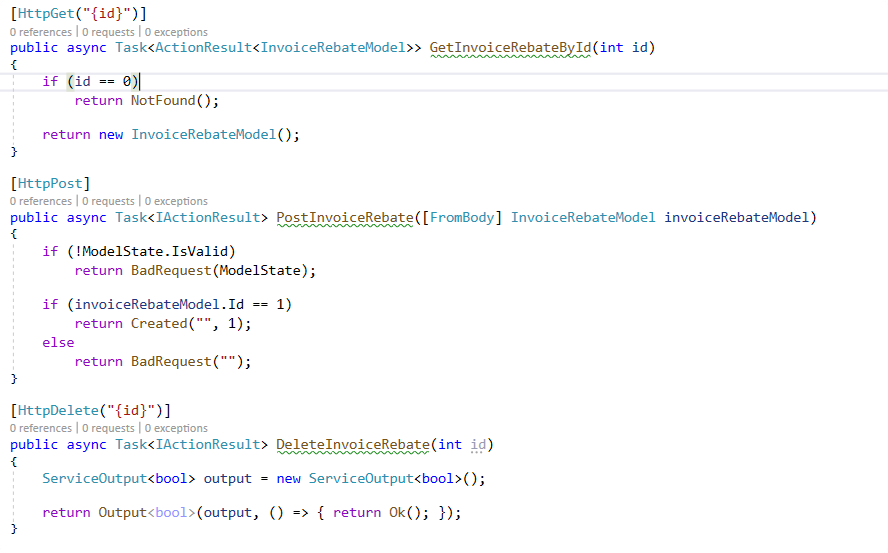 [HttpGet("{id}")]
0 references | 0 requests | 0 exceptions
public async Task<ActionResult<InvoiceRebateModel>> GetInvoiceRebateById(int id)
{
    if (id == 0)
        return NotFound();

    return new InvoiceRebateModel();
}

[HttpPost]
0 references | 0 requests | 0 exceptions
public async Task<IActionResult> PostInvoiceRebate([FromBody] InvoiceRebateModel invoiceRebateModel)
{
    if (!ModelState.IsValid)
        return BadRequest(ModelState);

    if (invoiceRebateModel.Id == 1)
        return Created("", 1);
    else
        return BadRequest("");
}

[HttpDelete("{id}")]
0 references | 0 requests | 0 exceptions
public async Task<IActionResult> DeleteInvoiceRebate(int id)
{
    ServiceOutput<bool> output = new ServiceOutput<bool>();

    return Output<bool>(output, () => { return Ok(); });
}